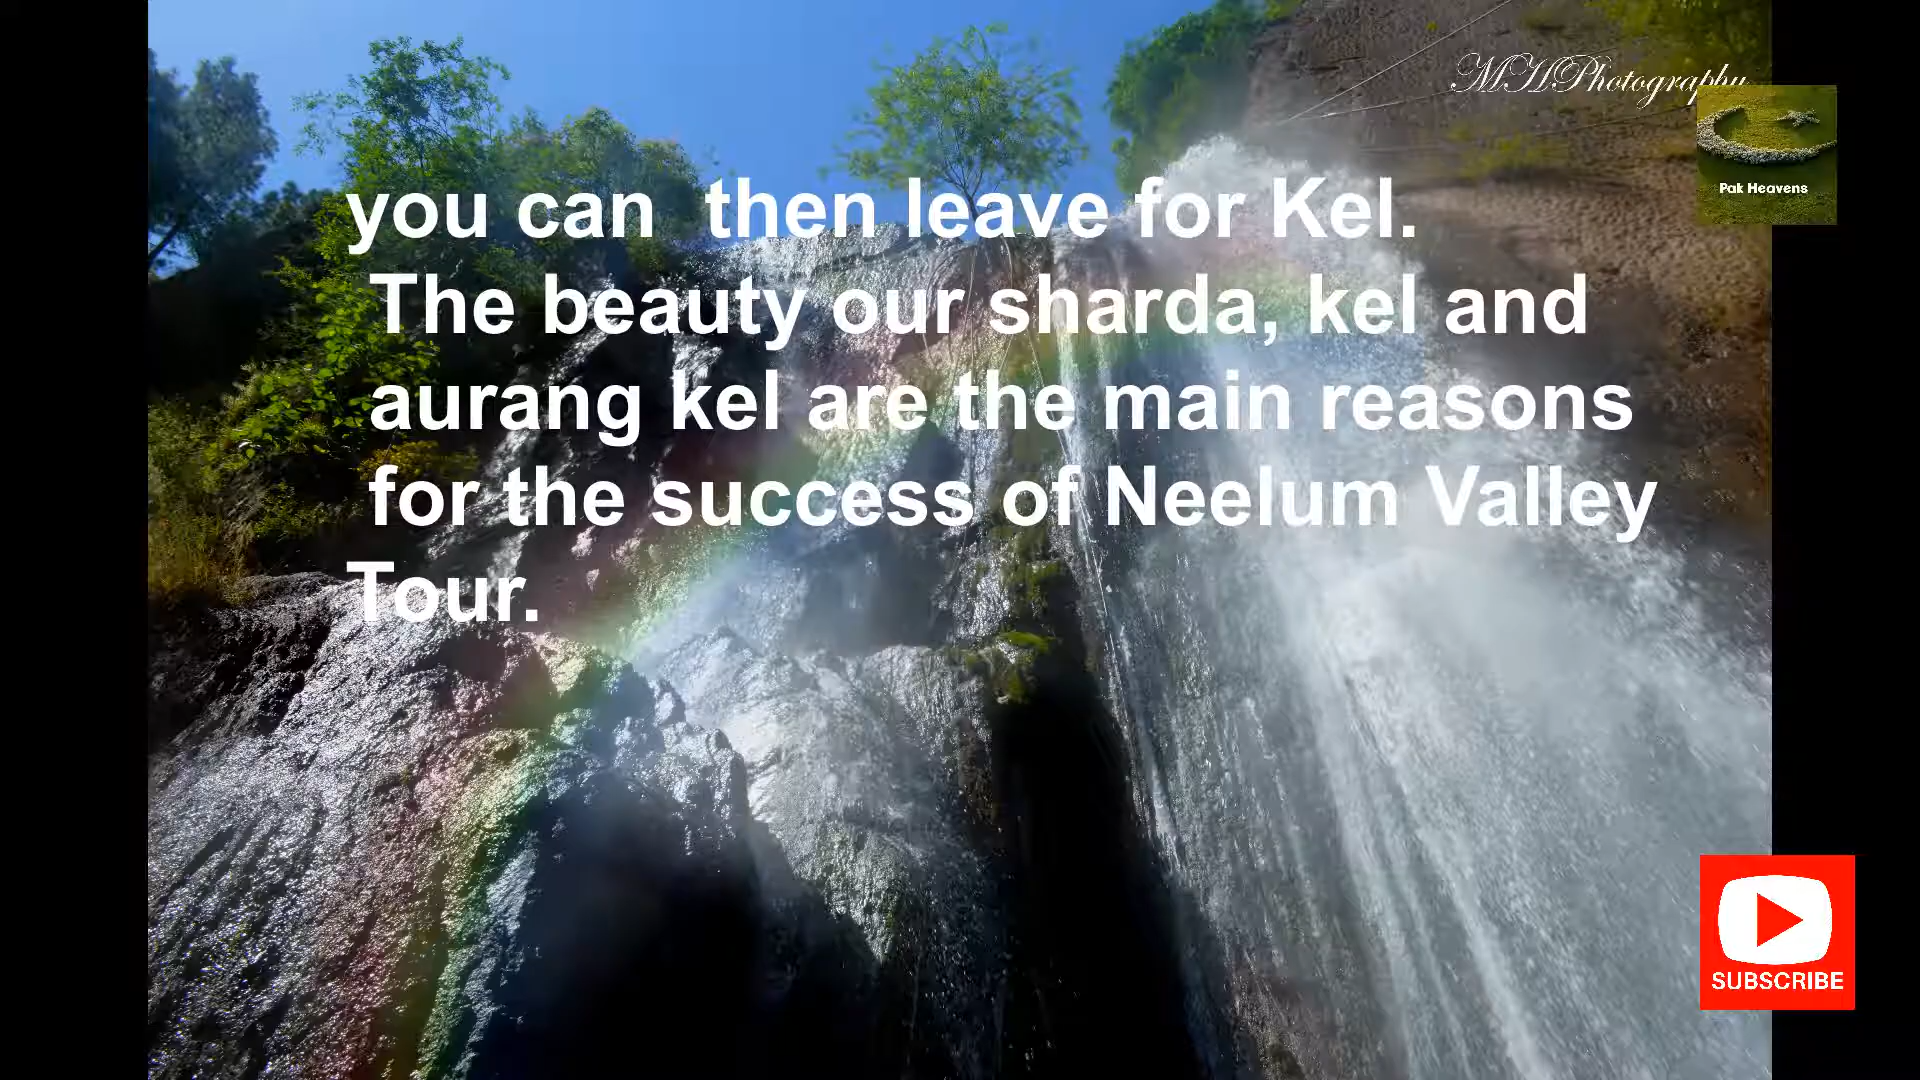 MHPhotography
Pak Heavens
you can then leave for Kel.
The beauty our sharda, kel and
aurang kel are the main reasons
for the success of Neelum Valley
Tour.
SUBSCRIBE